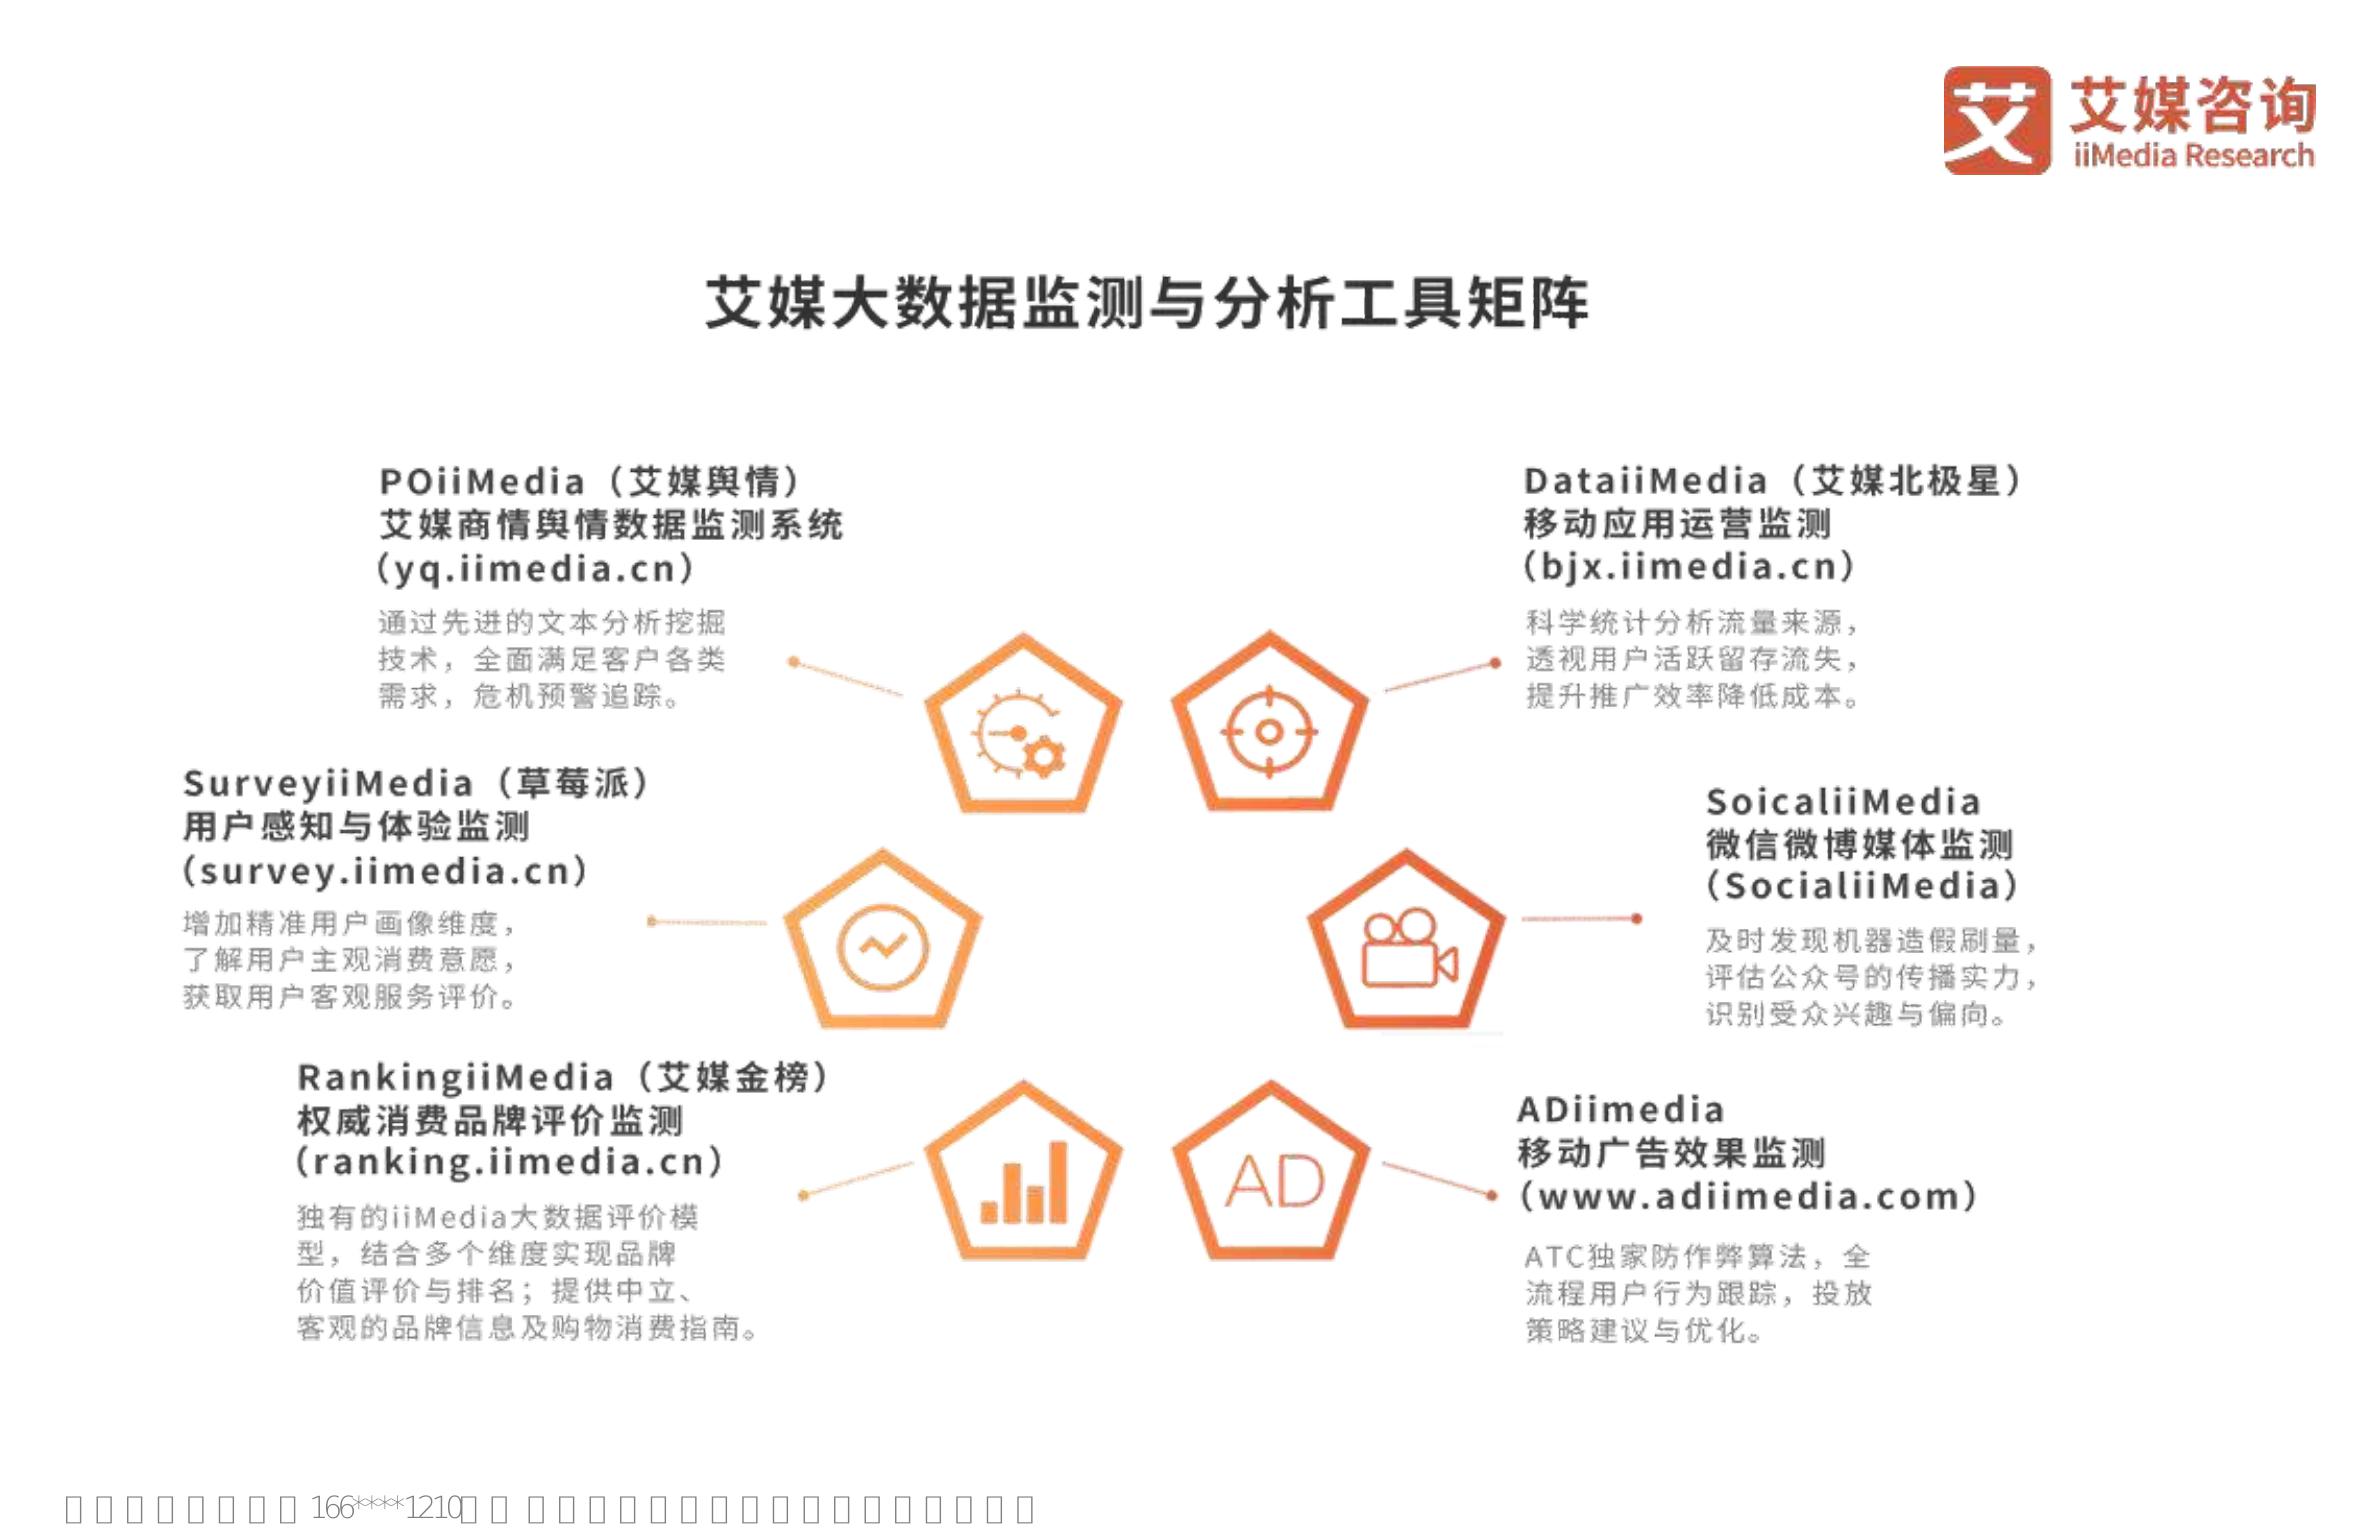 艾 艾媒咨询
iiMedia Research
艾媒大数据监测与分析工具矩阵
POiiMedia（艾媒舆情）
艾媒商情舆情数据监测系统
（yq.iimedia.cn）
通过先进的文本分析挖掘
技术，全面满足客户各类
需求，危机预警追踪。
DataiiMedia（艾媒北极星）
移动应用运营监测
（bjx.iimedia.cn）
科学统计分析流量来源，
透视用户活跃留存流失，
提升推广效率降低成本。
SurveyiiMedia（草莓派）
用户感知与体验监测
（survey.iimedia.cn）
增加精准用户画像维度，
了解用户主观消费意愿，
获取用户客观服务评价。
SoicaliiMedia
微信微博媒体监测
（SocialiiMedia）
及时发现机器造假刷量，
评估公众号的传播实力，
识别受众兴趣与偏向。
RankingiiMedia（艾媒金榜）
权威消费品牌评价监测
（ranking.iimedia.cn）
独有的iiMedia大数据评价模
型，结合多个维度实现品牌
价值评价与排名；提供中立、
客观的品牌信息及购物消费指南。
AD
ADiimedia
移动广告效果监测
（www.adiimedia.com）
ATC独家防作弊算法，全
流程用户行为跟踪，投放
策略建议与优化。
166****1210